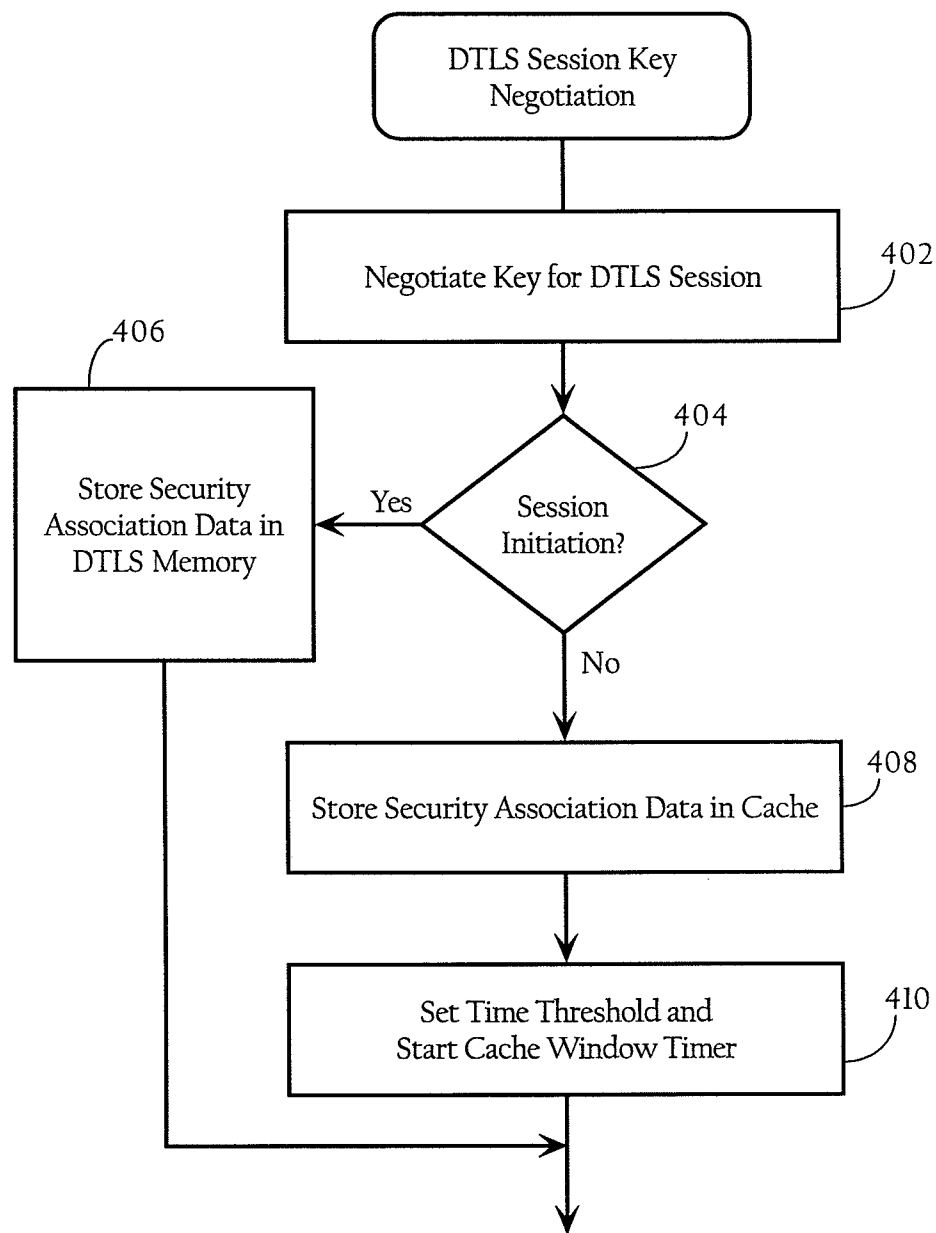 DTLS Session Key
Negotiation
402
Negotiate Key for DTLS Session
406
404
Store Security
Association Data in
DTLS Memory
Yes
Session
Initiation?
No
408
Store Security Association Data in Cache
410
Set Time Threshold and
Start Cache Window Timer